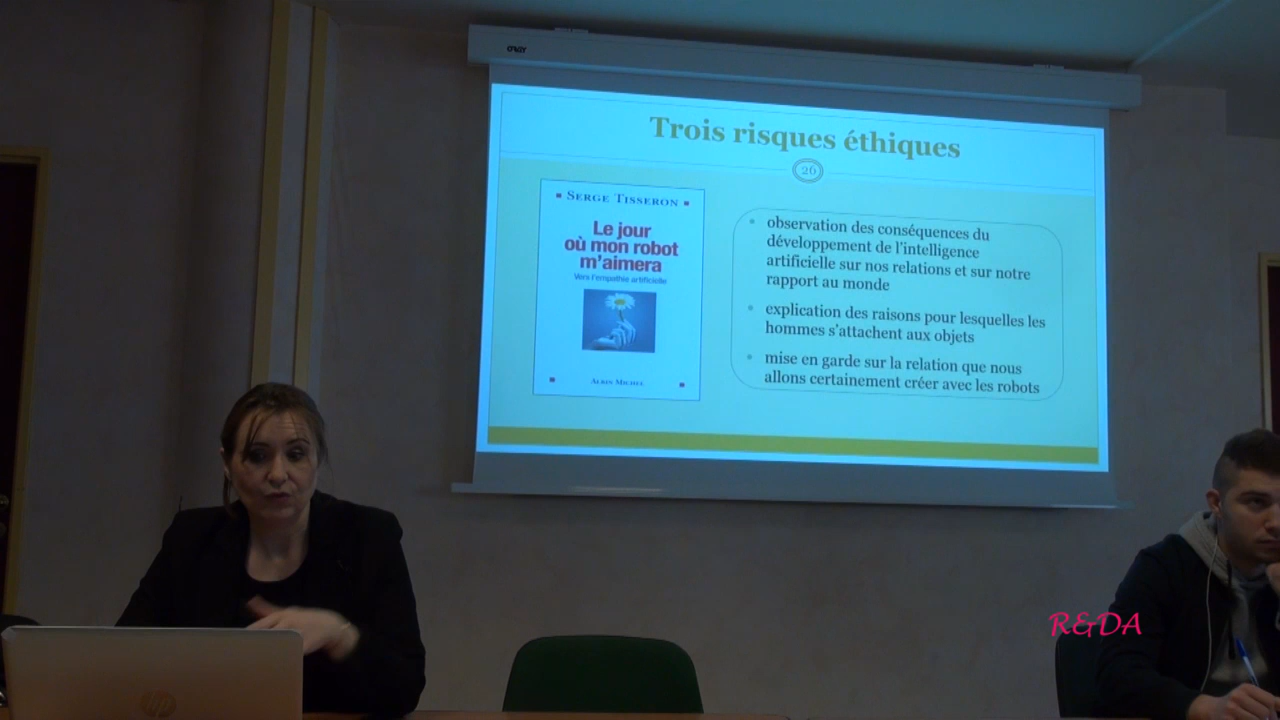 oray
Trois risques éthiques
26
Serge Tisseron
Le jour
où mon robot
m'aimera
Vers l'empathie artificielle
Albin Michel
observation des conséquences du
développement de l'intelligence
artificielle sur nos relations et sur notre
rapport au monde
explication des raisons pour lesquelles les
hommes s'attachent aux objets
mise en garde sur la relation que nous
allons certainement créer avec les robots
R&DA
hp